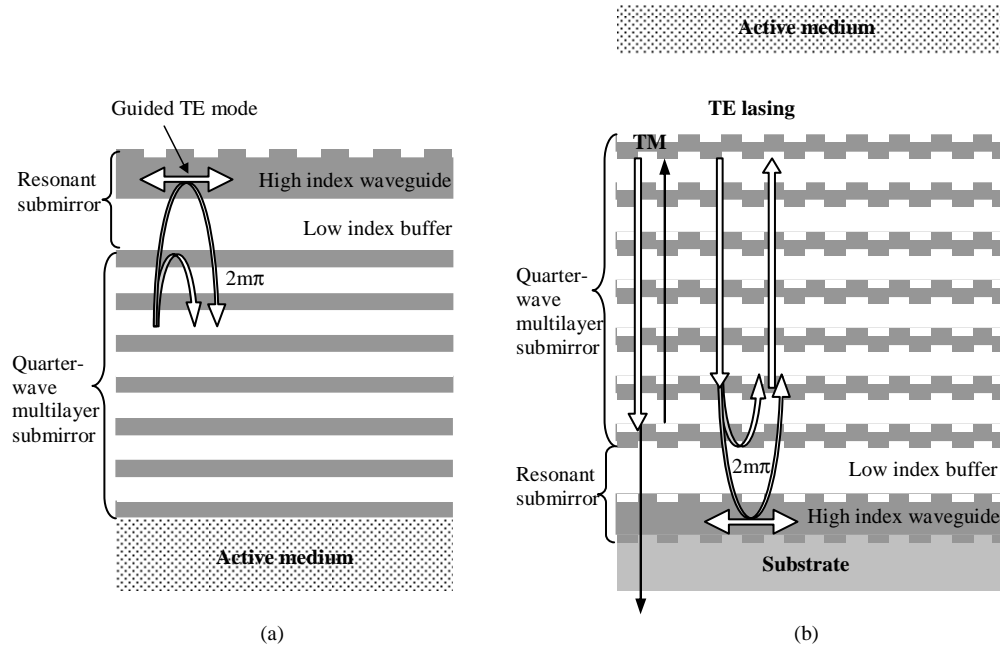 Guided TE mode
Resonant
submirror
High index waveguide
Low index buffer
2mπ
Quarter-
wave
multilayer
submirror
Active medium
(a)
Active medium
TE lasing
TM
Quarter-
wave
multilayer
submirror
2mπ
Low index buffer
Resonant
submirror
High index waveguide
Substrate
(b)